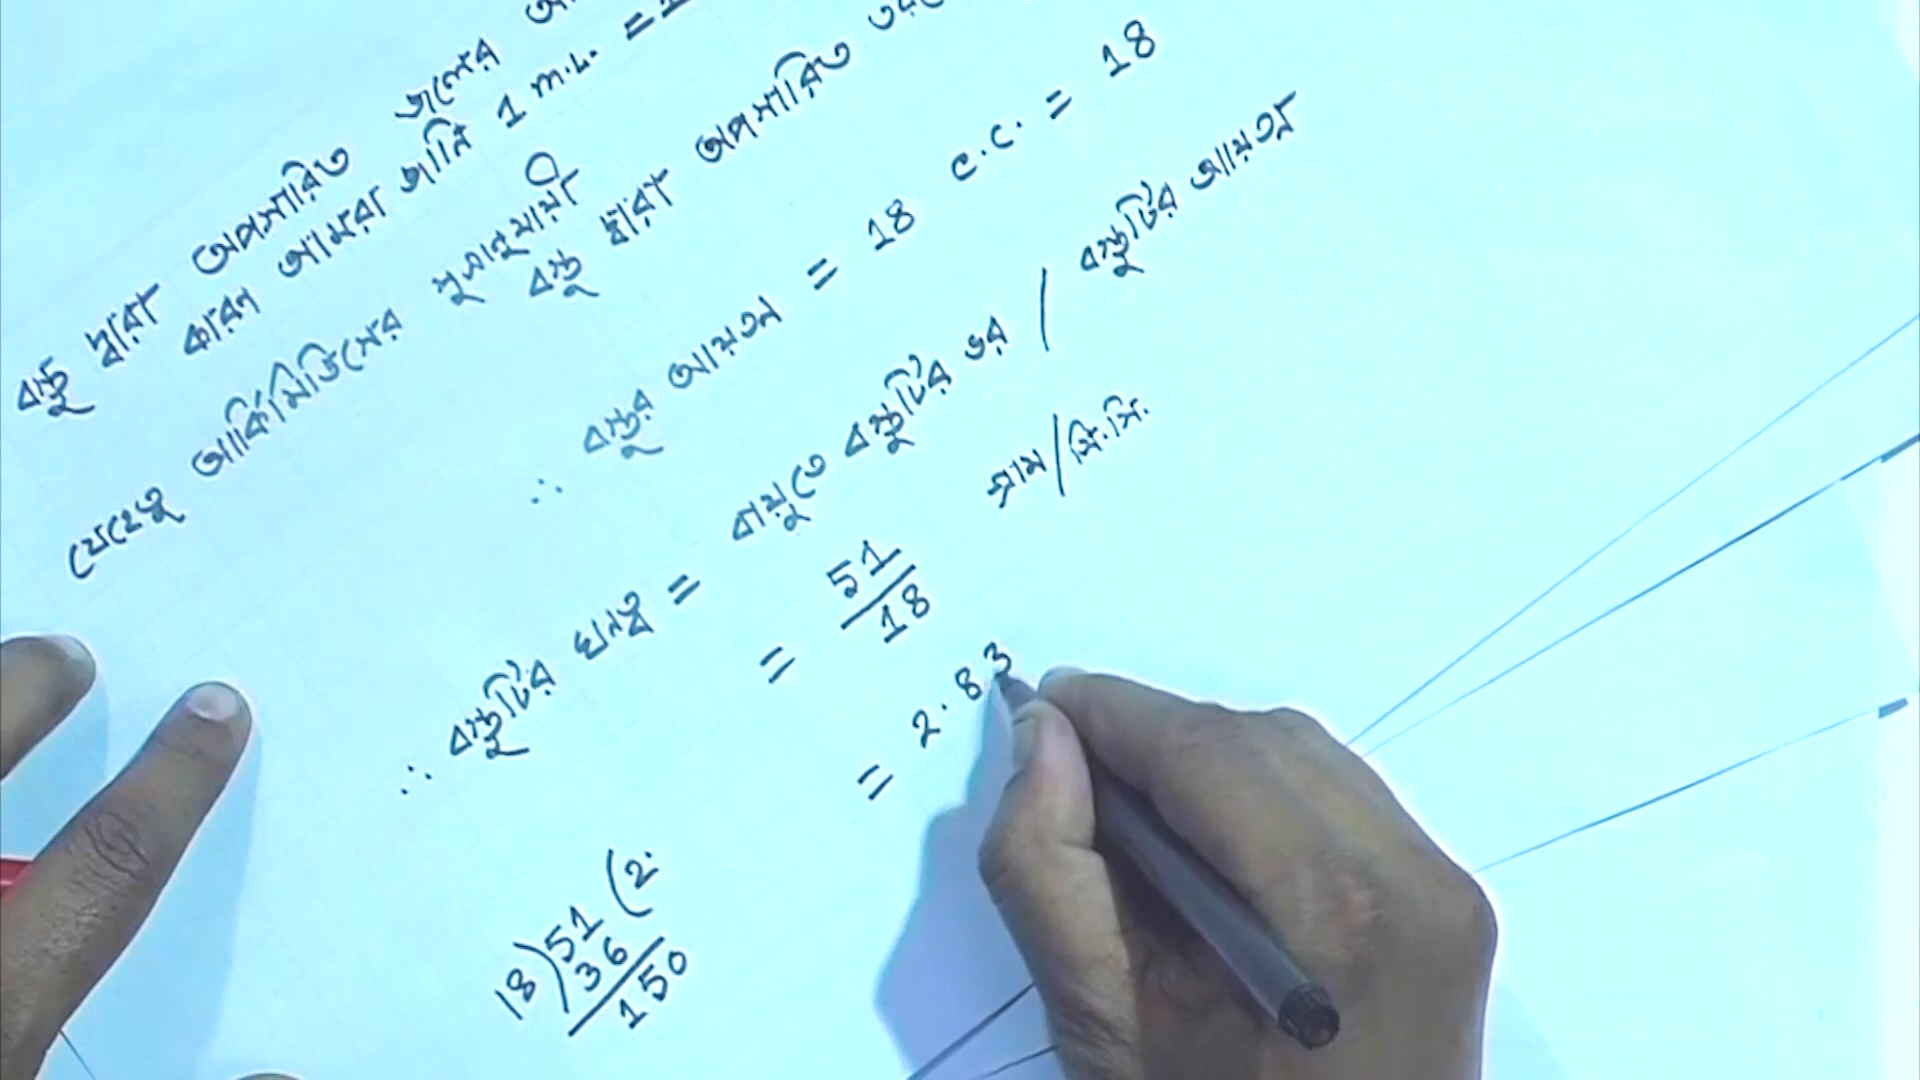 বস্তু দ্বারা অপসারিত জলের
কারণ আমরা জানি 1 m.L. =
যেহেতু আর্কিমিডিসের সূত্রানুযায়ী
বস্তু দ্বারা অপসারিত
∴ বস্তুর আয়তন = 18 c.c. = 18
∴ বস্তুটির ঘনত্ব = বায়ুতে বস্তুটির ভর / বস্তুটির আয়তন
= 51/18 গ্রাম/সি.সি.
= 2.83
18)51(2.
36
150